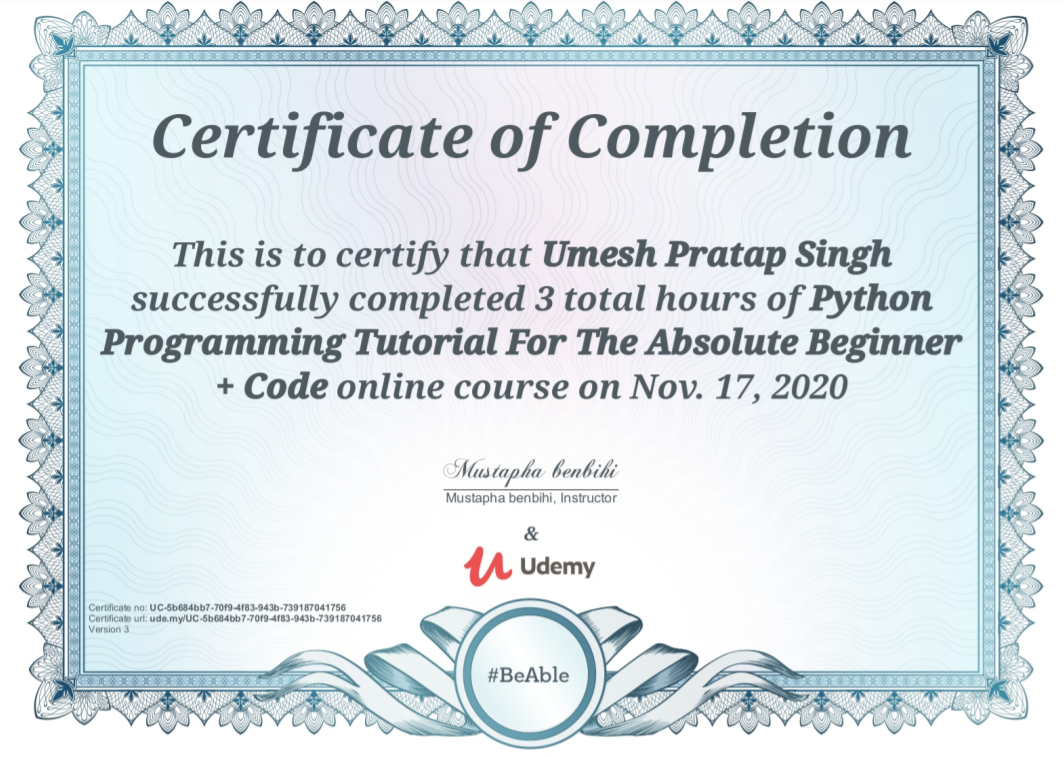 Certificate of Completion
This is to certify that Umesh Pratap Singh
successfully completed 3 total hours of Python
Programming Tutorial For The Absolute Beginner
+ Code online course on Nov. 17, 2020
Mustapha benbihi
Mustapha benbihi, Instructor
&
Udemy
Certificate no: UC-5b684bb7-70f9-4f83-943b-739187041756
Certificate url: ude.my/UC-5b684bb7-70f9-4f83-943b-739187041756
Version 3
#BeAble